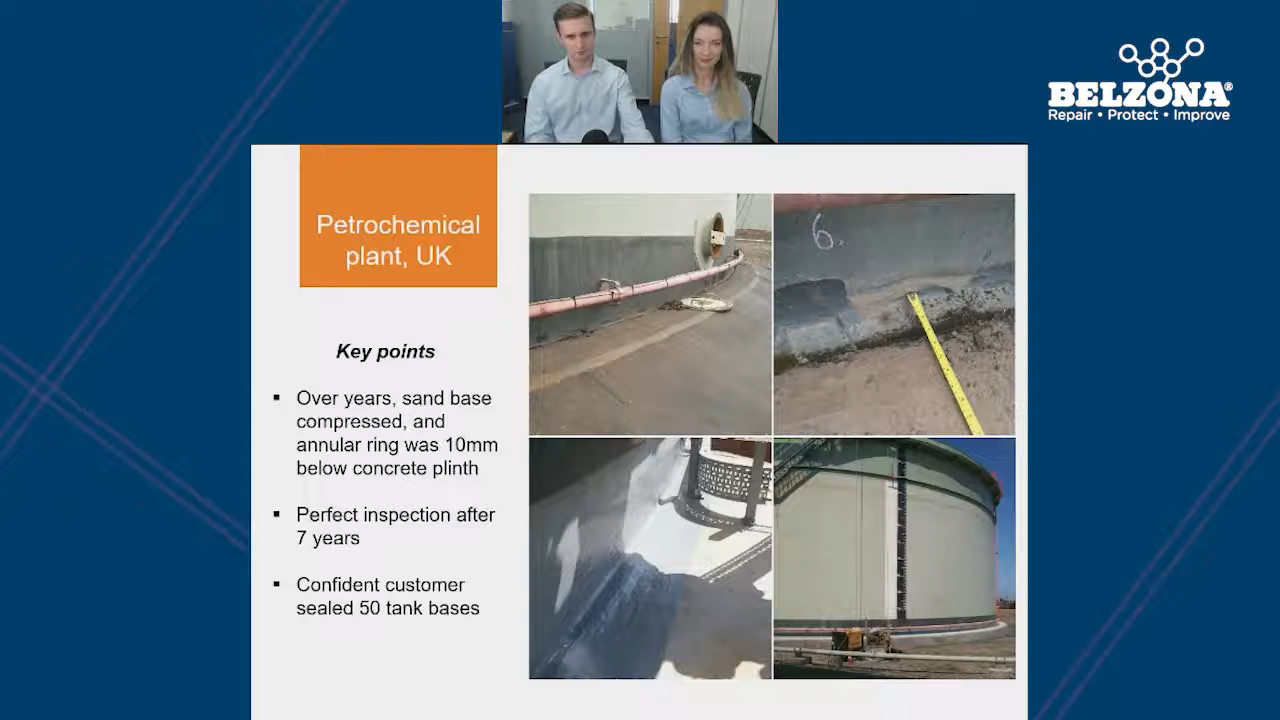 BELZONA®
Repair • Protect • Improve
Petrochemical
plant, UK
6.
Key points
▪ Over years, sand base
compressed, and
annular ring was 10mm
below concrete plinth
▪ Perfect inspection after
7 years
▪ Confident customer
sealed 50 tank bases